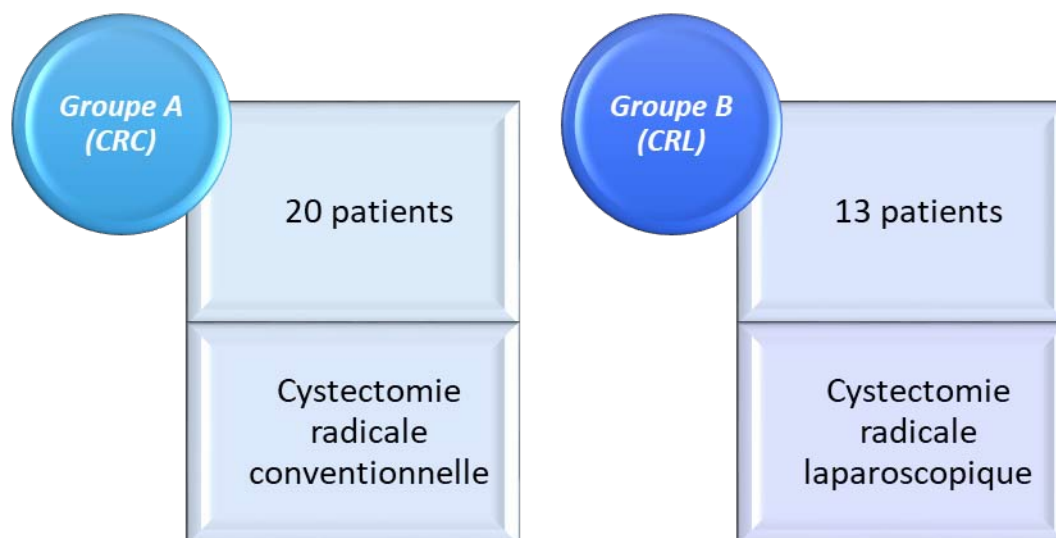 Groupe A
(CRC)
20 patients
Cystectomie
radicale
conventionnelle
Groupe B
(CRL)
13 patients
Cystectomie
radicale
laparoscopique